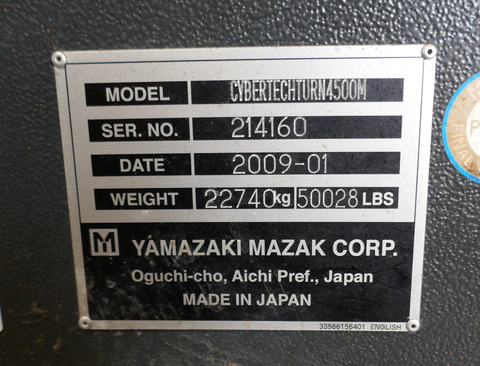 MODEL CYBERTECHTURN4500M
SER. NO. 214160
DATE 2009-01
WEIGHT 22740kg 50028 LBS
M YAMAZAKI MAZAK CORP.
Oguchi-cho, Aichi Pref., Japan
MADE IN JAPAN
33566156401 ENGLISH